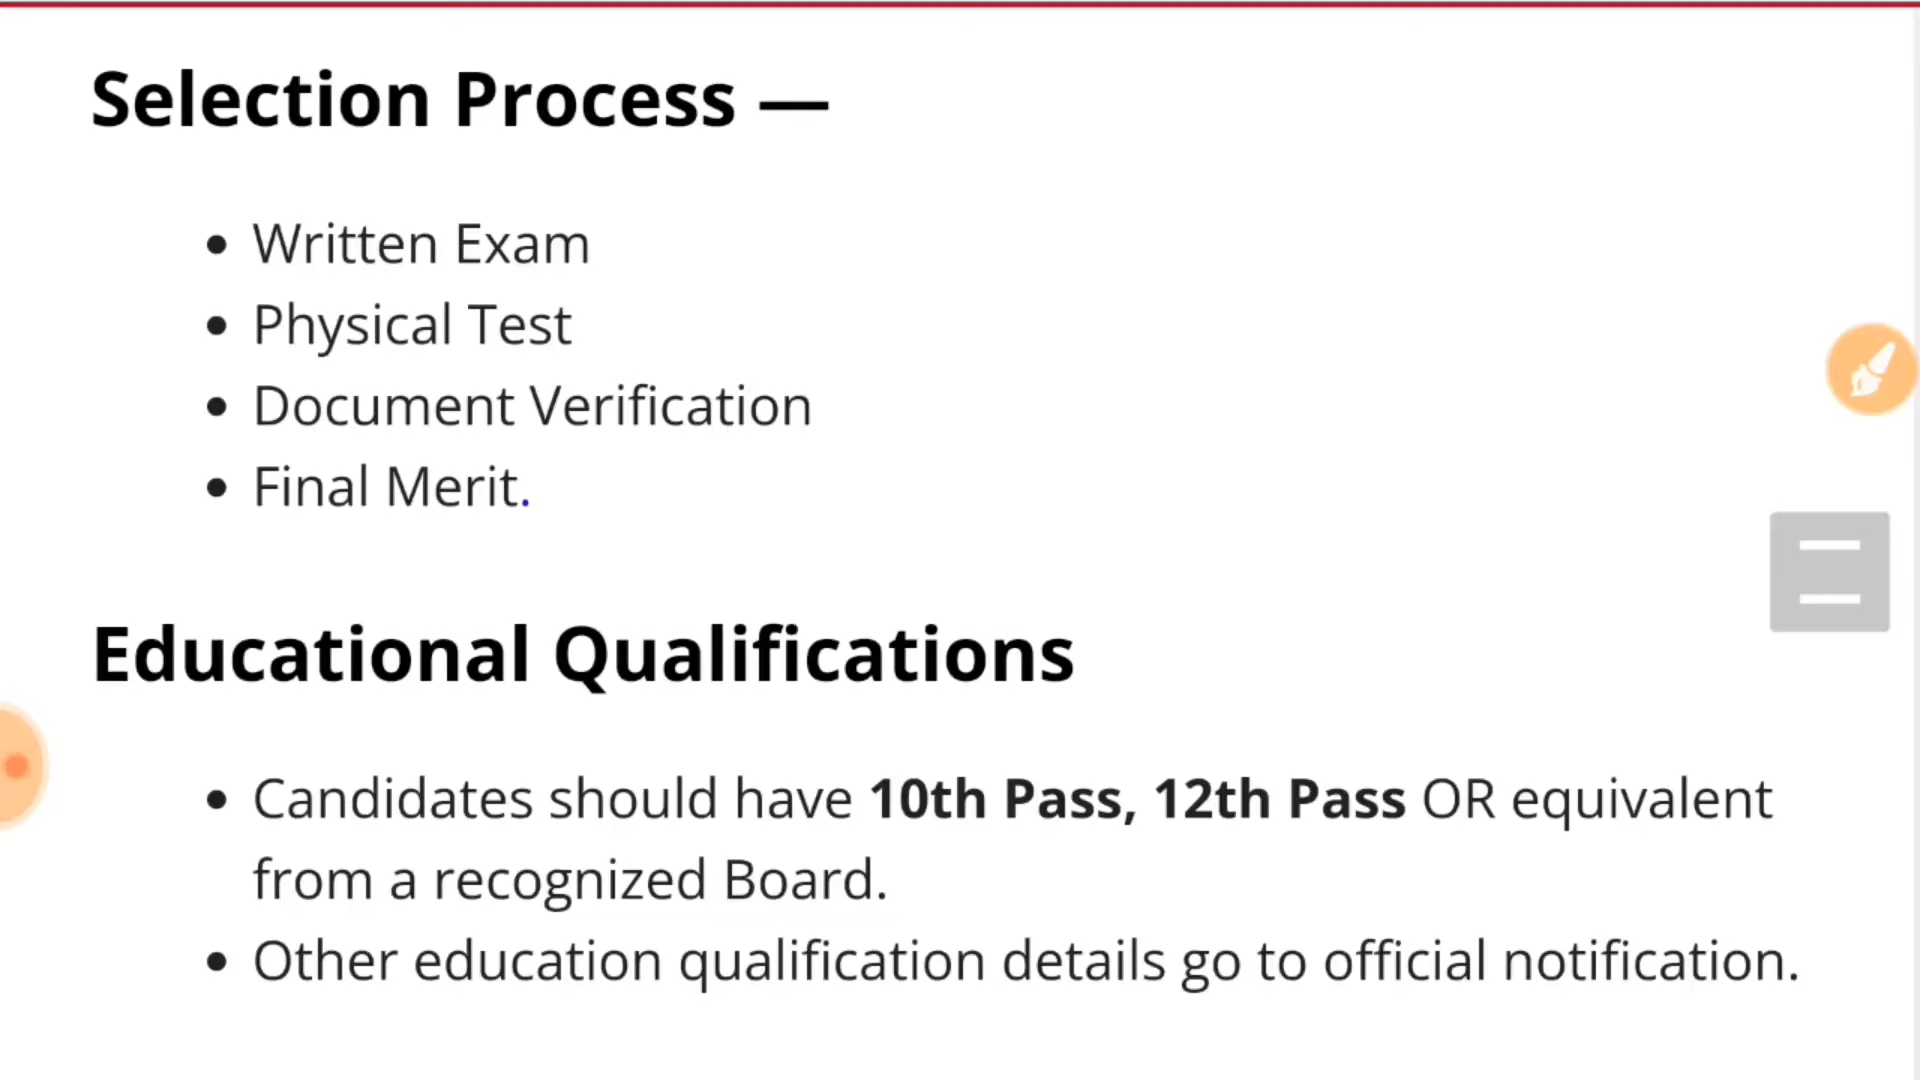 Selection Process —
• Written Exam
• Physical Test
• Document Verification
• Final Merit.
Educational Qualifications
• Candidates should have 10th Pass, 12th Pass OR equivalent
from a recognized Board.
• Other education qualification details go to official notification.